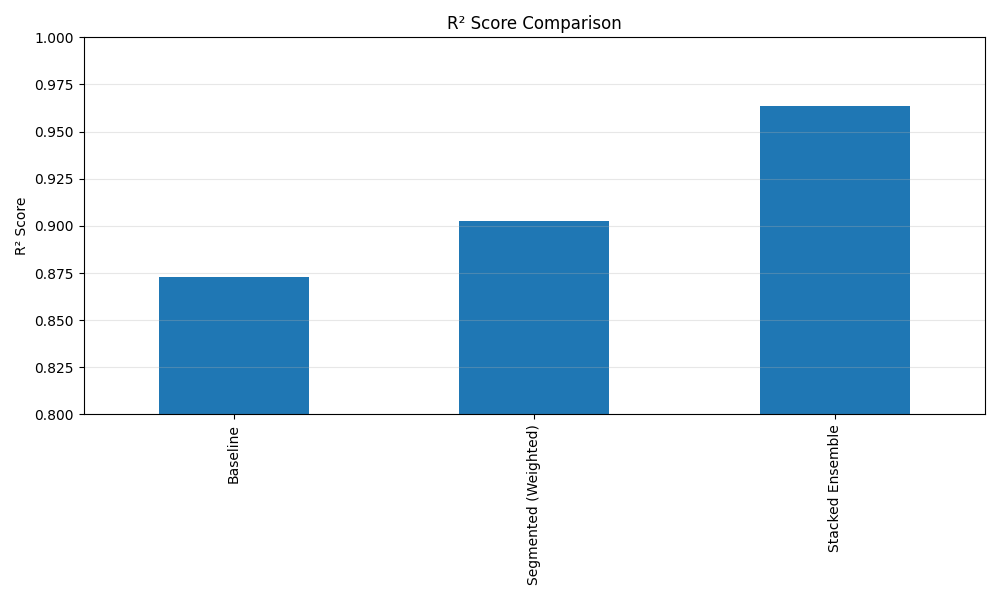 R² Score Comparison
R² Score
1.000
0.975
0.950
0.925
0.900
0.875
0.850
0.825
0.800
Baseline
Segmented (Weighted)
Stacked Ensemble